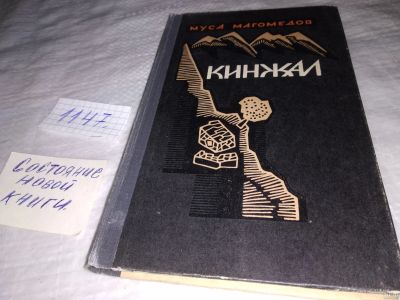 МУСА МАГОМЕДОВ
КИНЖАЛ
1147.
Состояние
новой
книги.